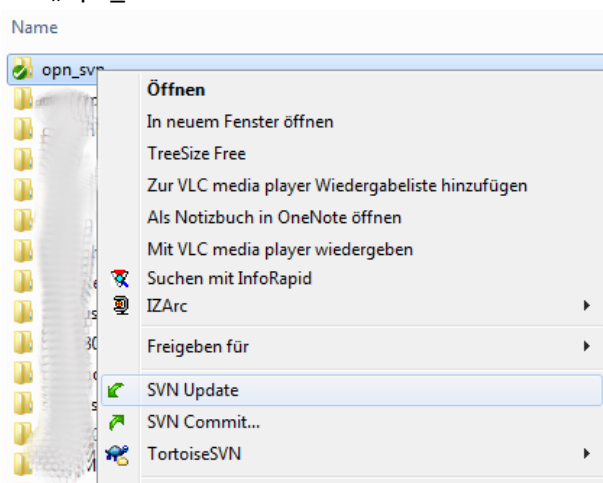 Name
opn_svn
Öffnen
In neuem Fenster öffnen
TreeSize Free
Zur VLC media player Wiedergabeliste hinzufügen
Als Notizbuch in OneNote öffnen
Mit VLC media player wiedergeben
Suchen mit InfoRapid
IZArc
Freigeben für
SVN Update
SVN Commit...
TortoiseSVN